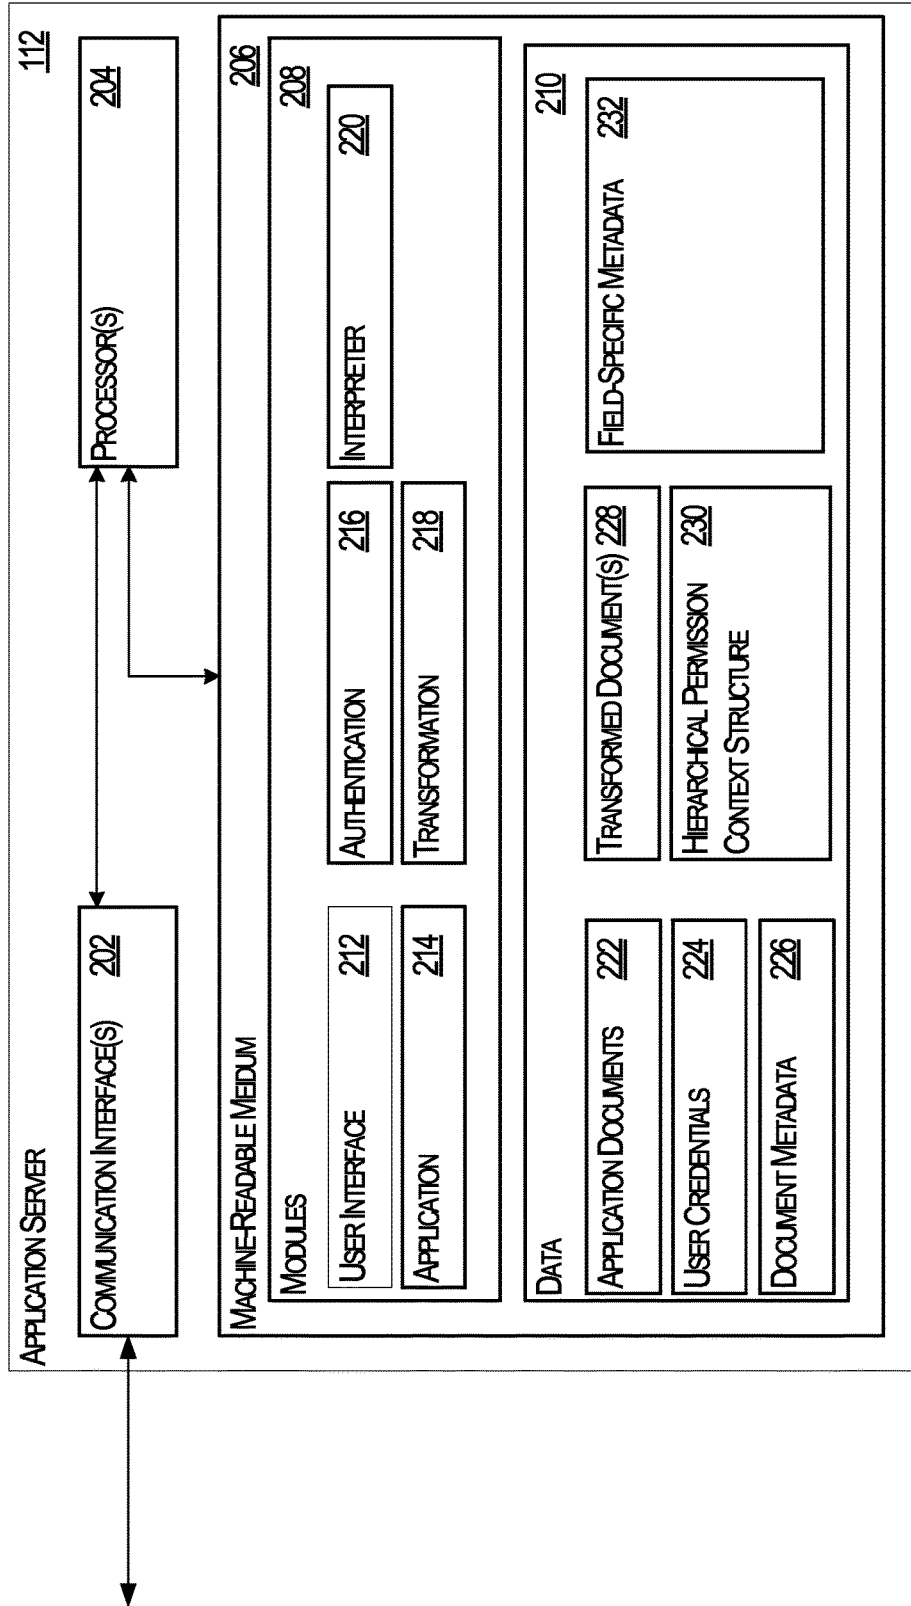 APPLICATION SERVER 112
COMMUNICATION INTERFACE(S) 202
PROCESSOR(S) 204
MACHINE-READABLE MEIDUM 206
MODULES 208
USER INTERFACE 212
APPLICATION 214
AUTHENTICATION 216
TRANSFORMATION 218
INTERPRETER 220
DATA 210
APPLICATION DOCUMENTS 222
USER CREDENTIALS 224
DOCUMENT METADATA 226
TRANSFORMED DOCUMENT(S) 228
HIERARCHICAL PERMISSION 230
CONTEXT STRUCTURE
FIELD-SPECIFIC METADATA 232